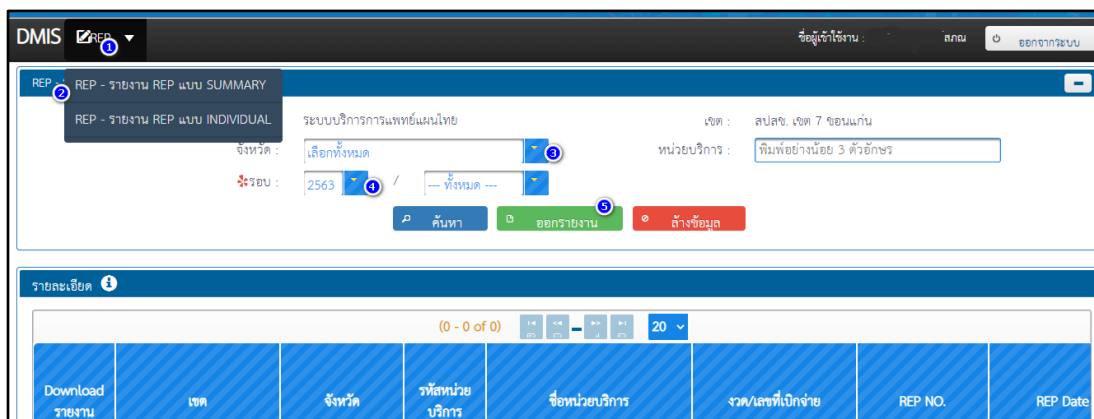 DMIS REP
ชื่อผู้เข้าใช้งาน : สภณ ออกจากระบบ
1
REP -
2 REP - รายงาน REP แบบ SUMMARY
REP - รายงาน REP แบบ INDIVIDUAL
ระบบบริการการแพทย์แผนไทย เขต : สปสช. เขต 7 ขอนแก่น
จังหวัด : เลือกทั้งหมด 3 หน่วยบริการ : พิมพ์อย่างน้อย 3 ตัวอักษร
รอบ : 2563 4 / --- ทั้งหมด ---
5
ค้นหา ออกรายงาน ล้างข้อมูล
รายละเอียด
(0 - 0 of 0) 20
Download รายงาน เขต จังหวัด รหัสหน่วยบริการ ชื่อหน่วยบริการ งวด/เลขที่เบิกจ่าย REP NO. REP Date